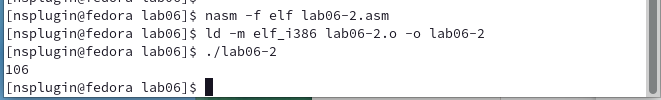 [nsplugin@fedora lab06]$ nasm -f elf lab06-2.asm
[nsplugin@fedora lab06]$ ld -m elf_i386 lab06-2.o -o lab06-2
[nsplugin@fedora lab06]$ ./lab06-2
106
[nsplugin@fedora lab06]$